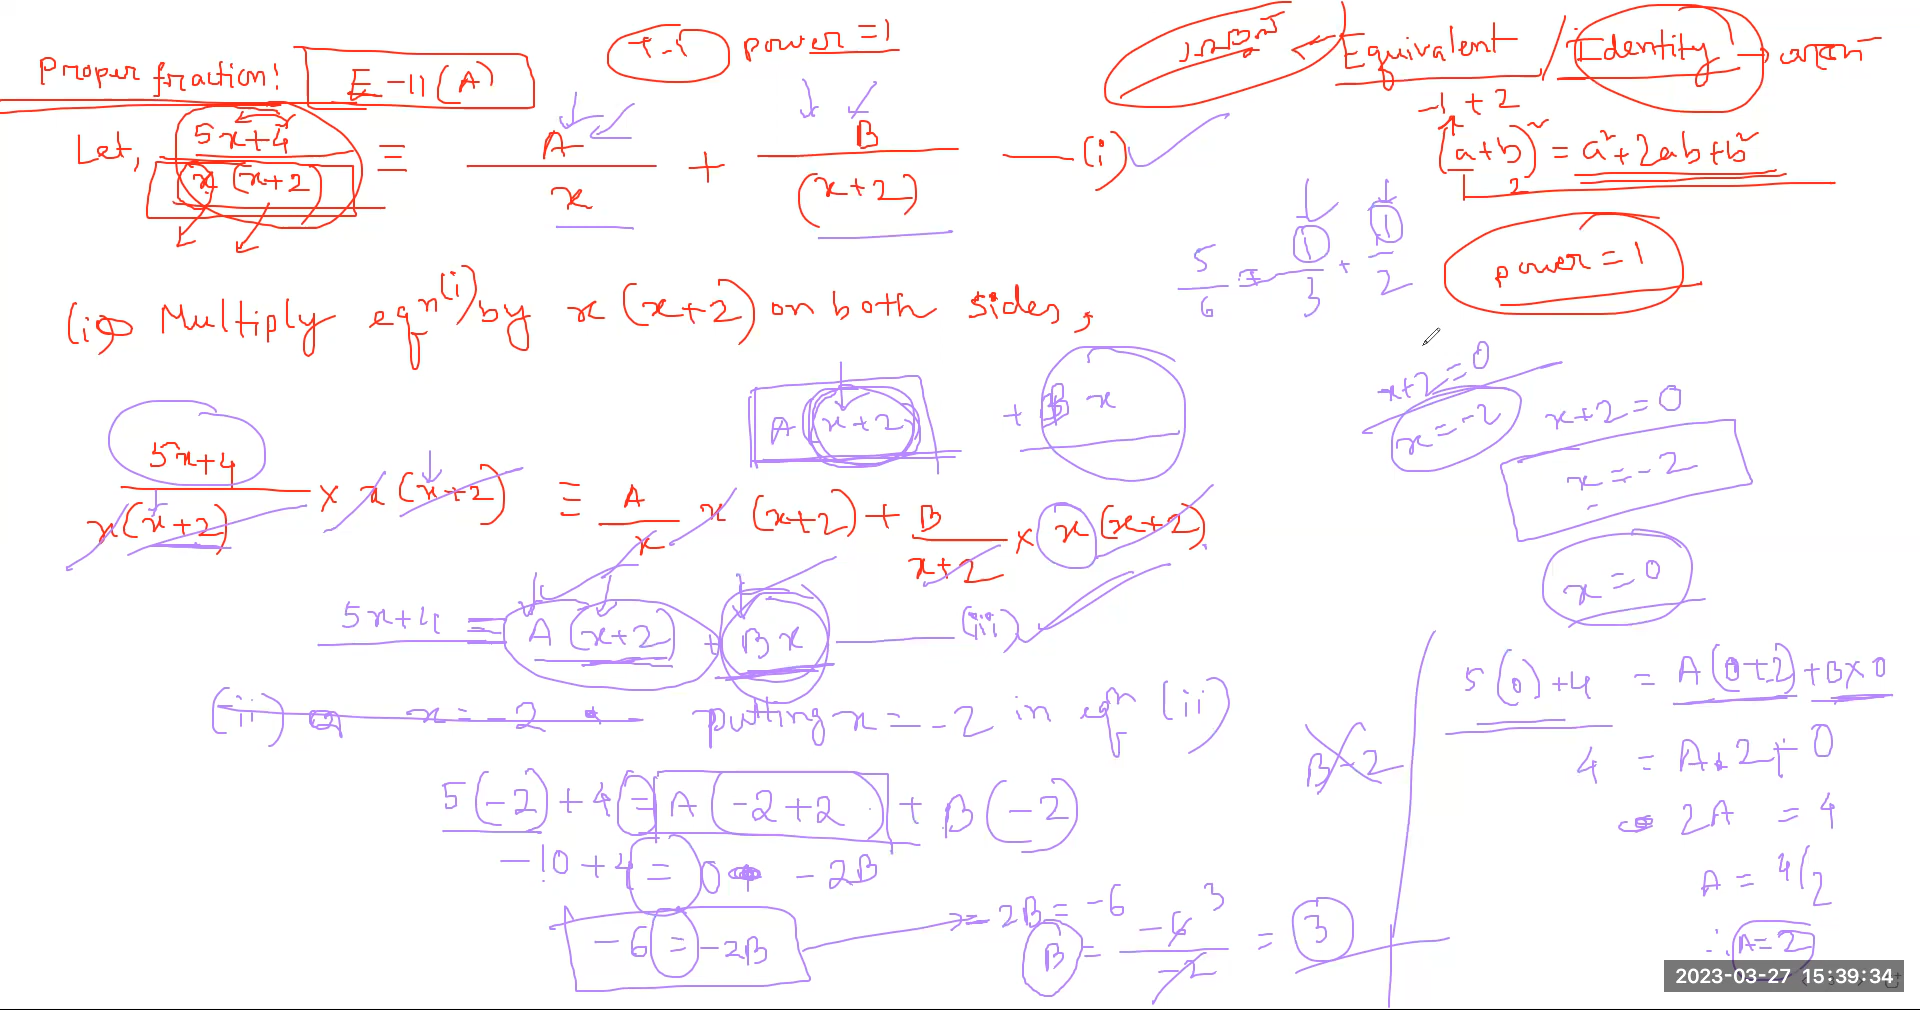 Proper fraction: E-11(A)
T-1 power = 1
Equivalent / Identity →
-1 + 2
Let, 5x+4 / x(x+2) ≡ A / x + B / (x+2) — (i)
(a+b)² = a²+2ab+b²
2
5/6 = 1/3 + 1/2
power = 1
Multiply eqⁿ(i) by x(x+2) on both sides,
x+2=0
x=-2
x+2=0
x=-2
x=0
A(x+2) + Bx
5x+4 / x(x+2) × x(x+2) ≡ A/x x(x+2) + B/x+2 × x(x+2)
5x+4 ≡ A(x+2) + Bx — (ii)
(ii) x=-2 putting x=-2 in eqⁿ(ii)
5(-2)+4 = A(-2+2) + B(-2)
-10+4 = 0 - 2B
-6 = -2B
-2B = -6
B = -6/-2 = 3
3
B=2
5(0)+4 = A(0+2)+B×0
4 = A.2+0
2A = 4
A = 4/2
∴ A=2
2023-03-27 15:39:34